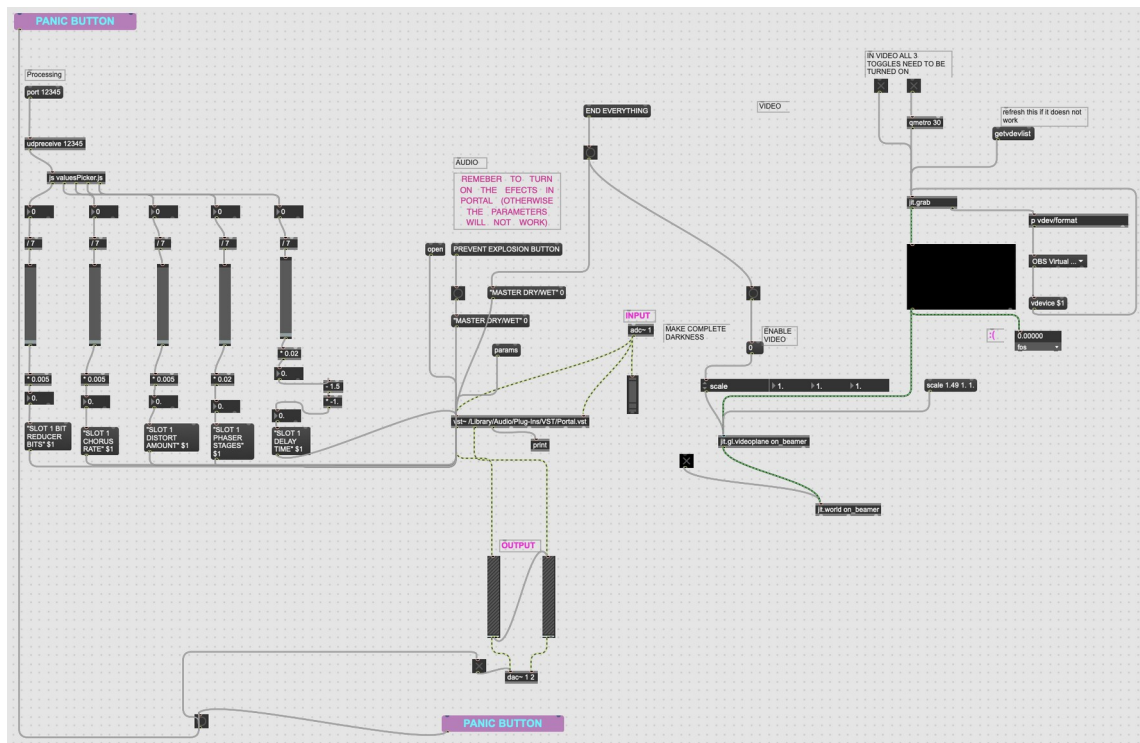 PANIC BUTTON
Processing
port 12345
udpreceive 12345
js valuesPicker.js
0
0
0
0
0
/ 7
/ 7
/ 7
/ 7
/ 7
* 0.005
* 0.005
* 0.005
* 0.02
* 0.02
0.
0.
0.
0.
0.
- 1.5
* -1.
0.
"SLOT 1 BIT
REDUCER
BITS" $1
"SLOT 1
CHORUS
RATE" $1
"SLOT 1
DISTORT
AMOUNT" $1
"SLOT 1
PHASER
STAGES"
$1
"SLOT 1
DELAY
TIME" $1
AUDIO
REMEBER TO TURN
ON THE EFECTS IN
PORTAL (OTHERWISE
THE PARAMETERS
WILL NOT WORK)
open
PREVENT EXPLOSION BUTTON
"MASTER DRY/WET" 0
"MASTER DRY/WET" 0
params
vst~ /Library/Audio/Plug-Ins/VST/Portal.vst
print
INPUT
adc~ 1
OUTPUT
dac~ 1 2
PANIC BUTTON
END EVERYTHING
VIDEO
MAKE COMPLETE
DARKNESS
ENABLE
VIDEO
0
scale
1.
1.
1.
scale 1.49 1. 1.
jit.gl.videoplane on_beamer
jit.world on_beamer
IN VIDEO ALL 3
TOGGLES NEED TO BE
TURNED ON
qmetro 30
refresh this if it doesn not
work
getvdevlist
jit.grab
p vdev/format
OBS Virtual ...
vdevice $1
:(
0.00000
fps